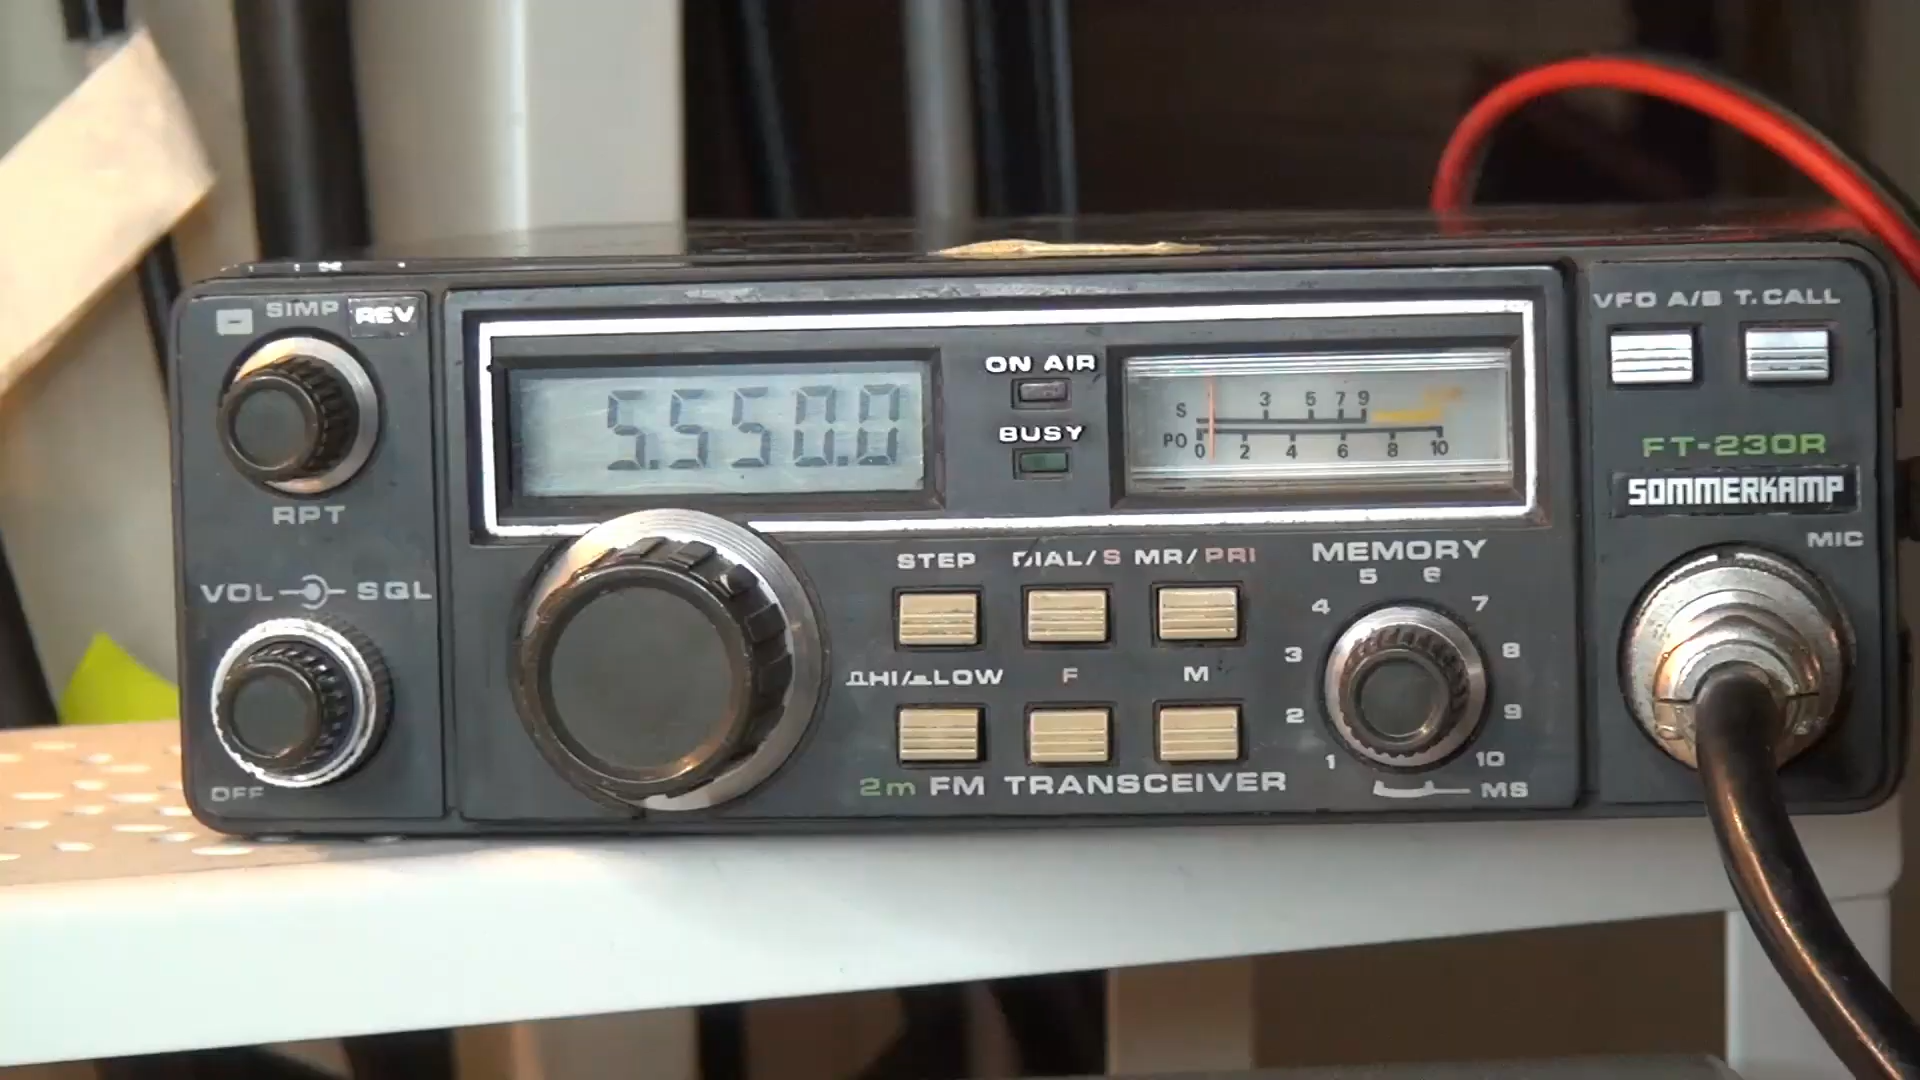 - SIMP REV
RPT
VOL SQL
OFF
5.550.0
ON AIR
BUSY
S 3 5 7 9
PO 0 2 4 6 8 10
VFO A/B T.CALL
FT-230R
SOMMERKAMP
MIC
STEP DIAL/S MR/PRI
HI/LOW F M
2m FM TRANSCEIVER
MEMORY
1 2 3 4 5 6 7 8 9 10
MS